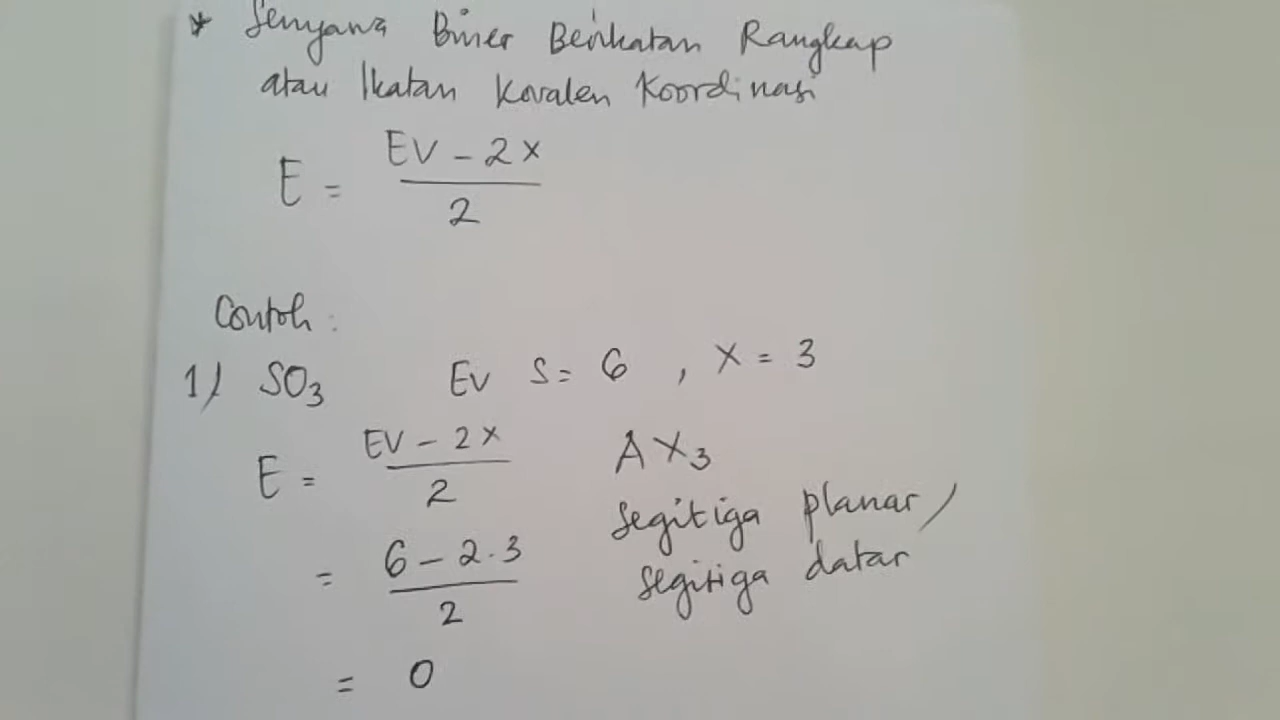 * Senyawa Biner Berikatan Rangkap
atau Ikatan Kovalen Koordinasi
E = EV - 2x / 2
Contoh :
1) SO₃ EV S = 6 , X = 3
E = EV - 2x / 2
AX₃
= 6 - 2.3 / 2
segitiga planar /
segitiga datar
= 0